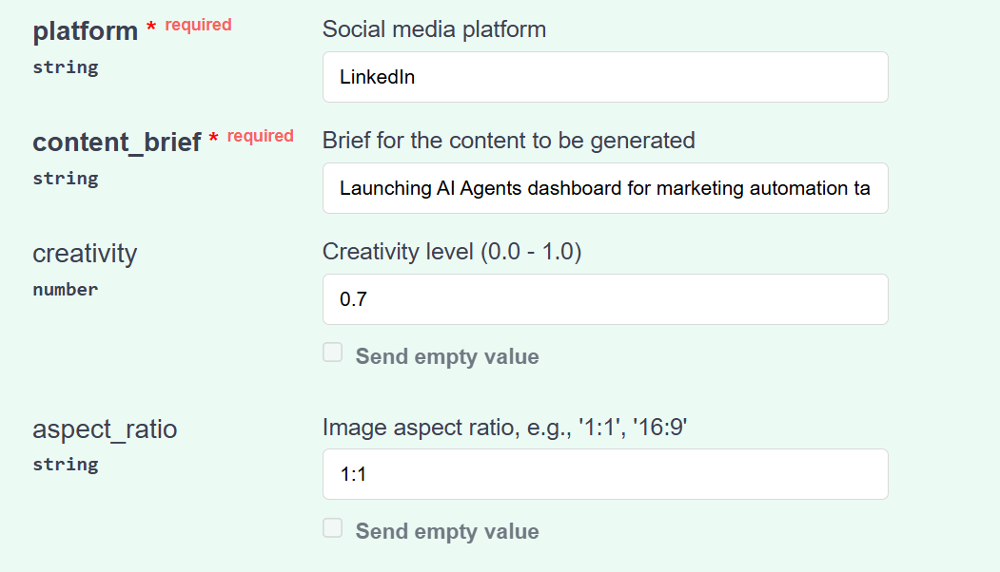 platform * required
Social media platform
string
LinkedIn
content_brief * required
Brief for the content to be generated
string
Launching AI Agents dashboard for marketing automation ta
creativity
Creativity level (0.0 - 1.0)
number
0.7
Send empty value
aspect_ratio
Image aspect ratio, e.g., '1:1', '16:9'
string
1:1
Send empty value